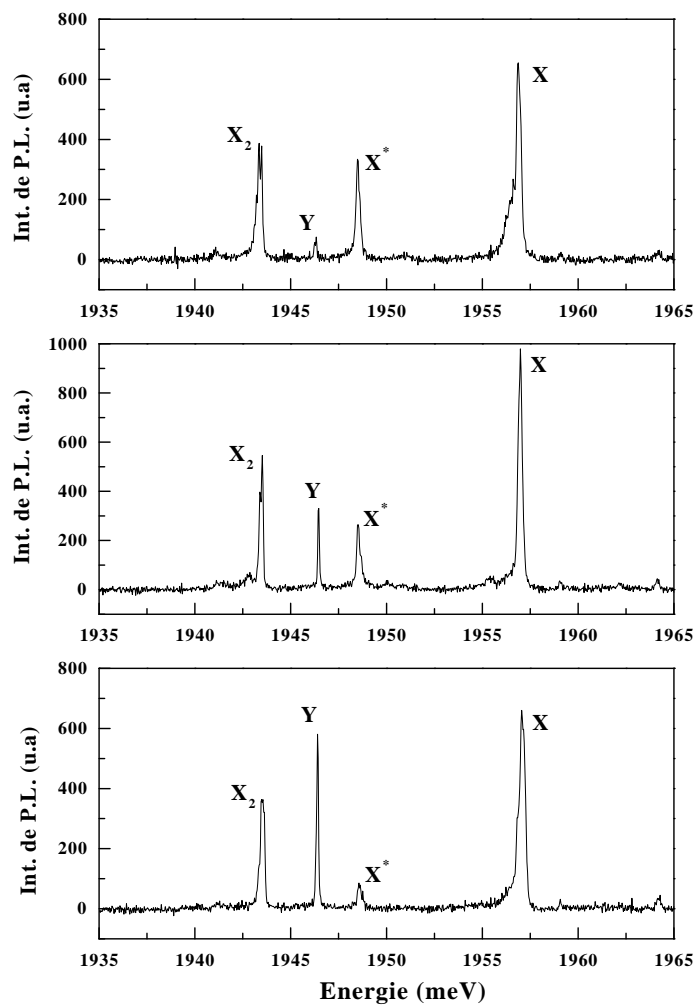 800
600
400
200
0
Int. de P.L. (u.a)
X₂
Y
X*
X
1935 1940 1945 1950 1955 1960 1965
1000
800
600
400
200
0
Int. de P.L. (u.a.)
X₂
Y
X*
X
1935 1940 1945 1950 1955 1960 1965
800
600
400
200
0
Int. de P.L. (u.a)
X₂
Y
X*
X
1935 1940 1945 1950 1955 1960 1965
Energie (meV)